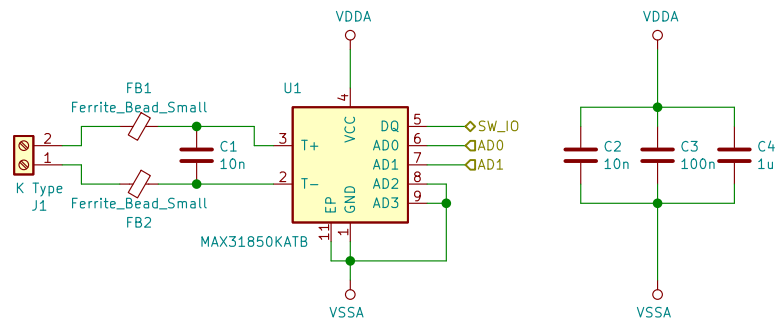 VDDA
VDDA
FB1
U1
Ferrite_Bead_Small
4
VCC
DQ
5
SW_IO
2
C1
3
T+
AD0
6
AD0
C2
C3
C4
1
10n
AD1
7
AD1
10n
100n
1u
2
T-
AD2
8
K Type
J1
Ferrite_Bead_Small
FB2
EP
GND
AD3
9
MAX31850KATB
11
1
VSSA
VSSA